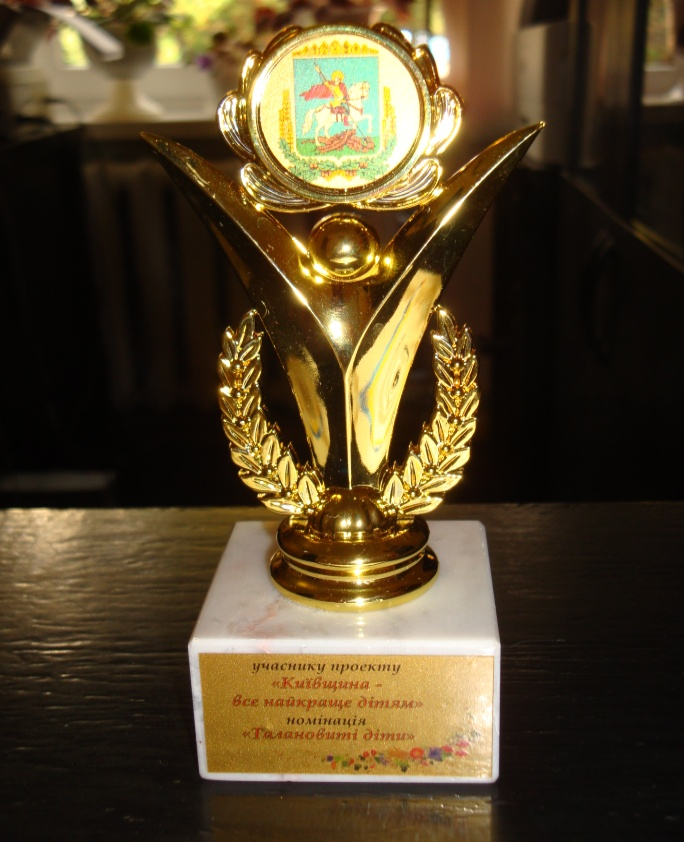 учаснику проекту
«Київщина -
все найкраще дітям»
номінація
«Талановиті діти»